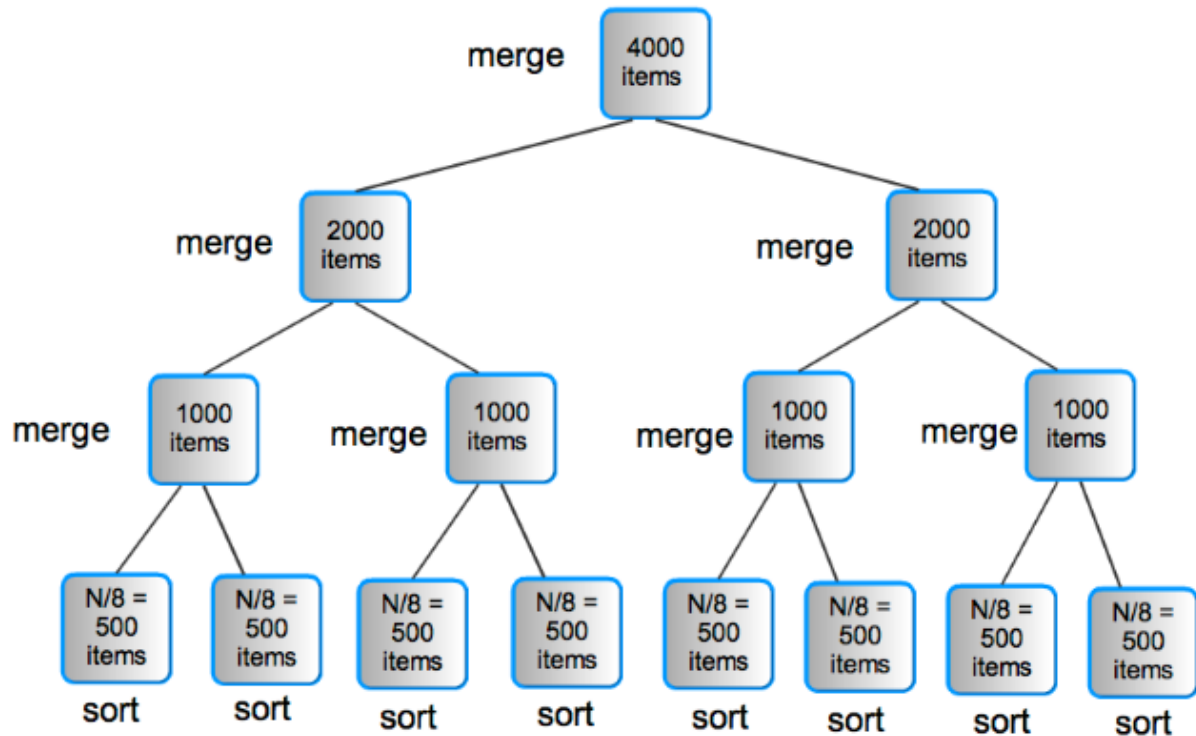 merge
4000
items
merge
2000
items
merge
2000
items
merge
1000
items
merge
1000
items
merge
1000
items
merge
1000
items
N/8 =
500
items
N/8 =
500
items
N/8 =
500
items
N/8 =
500
items
N/8 =
500
items
N/8 =
500
items
N/8 =
500
items
N/8 =
500
items
sort
sort
sort
sort
sort
sort
sort
sort